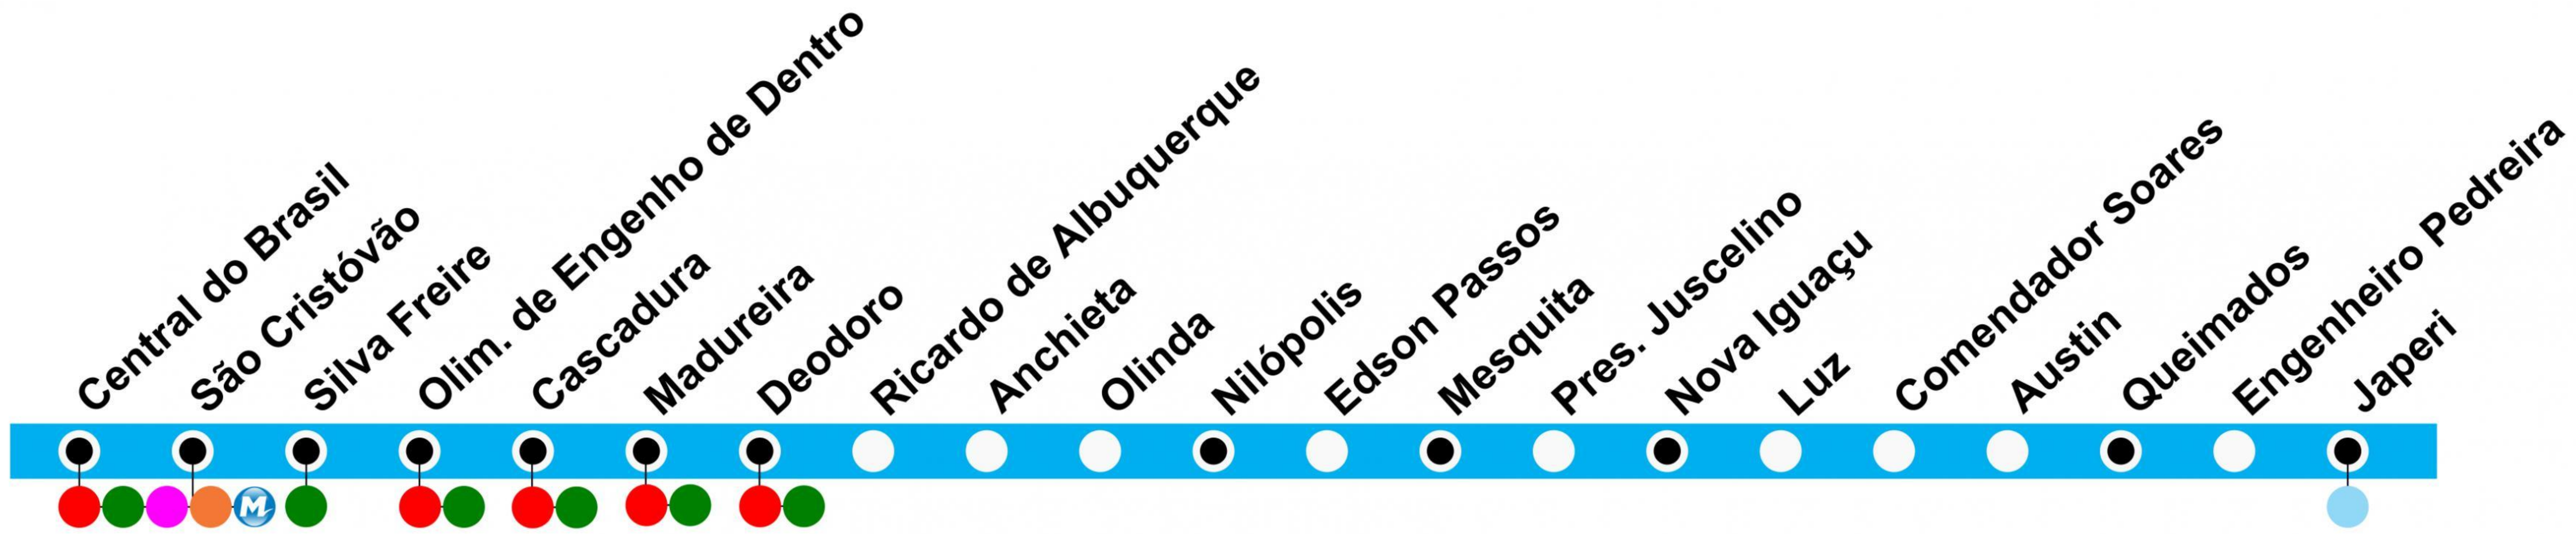 Central do Brasil
São Cristóvão
Silva Freire
Olim. de Engenho de Dentro
Cascadura
Madureira
Deodoro
Ricardo de Albuquerque
Anchieta
Olinda
Nilópolis
Edson Passos
Mesquita
Pres. Juscelino
Nova Iguaçu
Luz
Comendador Soares
Austin
Queimados
Engenheiro Pedreira
Japeri
M